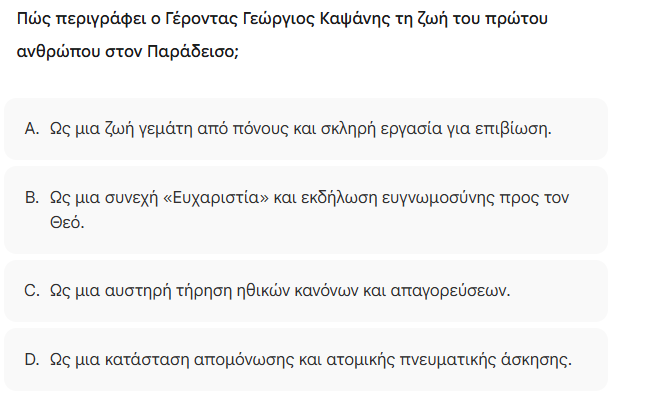 Πώς περιγράφει ο Γέροντας Γεώργιος Καψάνης τη ζωή του πρώτου
ανθρώπου στον Παράδεισο;
A. Ως μια ζωή γεμάτη από πόνους και σκληρή εργασία για επιβίωση.
B. Ως μια συνεχή «Ευχαριστία» και εκδήλωση ευγνωμοσύνης προς τον
Θεό.
C. Ως μια αυστηρή τήρηση ηθικών κανόνων και απαγορεύσεων.
D. Ως μια κατάσταση απομόνωσης και ατομικής πνευματικής άσκησης.